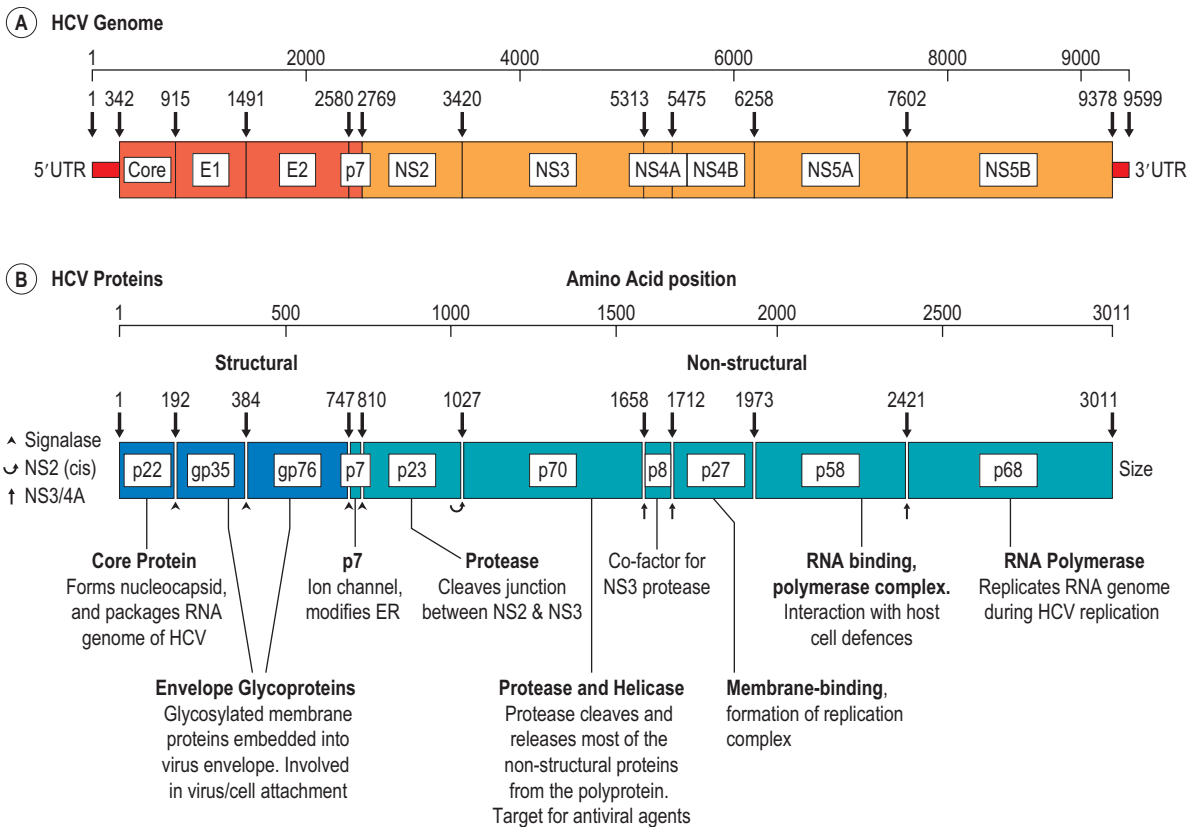 A HCV Genome
1 2000 4000 6000 8000 9000
1 342 915 1491 2580 2769 3420 5313 5475 6258 7602 9378 9599
5′UTR Core E1 E2 p7 NS2 NS3 NS4A NS4B NS5A NS5B 3′UTR
B HCV Proteins
Amino Acid position
1 500 1000 1500 2000 2500 3011
Structural
Non-structural
1 192 384 747 810 1027 1658 1712 1973 2421 3011
Signalase
NS2 (cis)
NS3/4A
p22 gp35 gp76 p7 p23 p70 p8 p27 p58 p68 Size
Core Protein
Forms nucleocapsid,
and packages RNA
genome of HCV
p7
Ion channel,
modifies ER
Protease
Cleaves junction
between NS2 & NS3
Co-factor for
NS3 protease
RNA binding,
polymerase complex.
Interaction with host
cell defences
RNA Polymerase
Replicates RNA genome
during HCV replication
Envelope Glycoproteins
Glycosylated membrane
proteins embedded into
virus envelope. Involved
in virus/cell attachment
Protease and Helicase
Protease cleaves and
releases most of the
non-structural proteins
from the polyprotein.
Target for antiviral agents
Membrane-binding,
formation of replication
complex